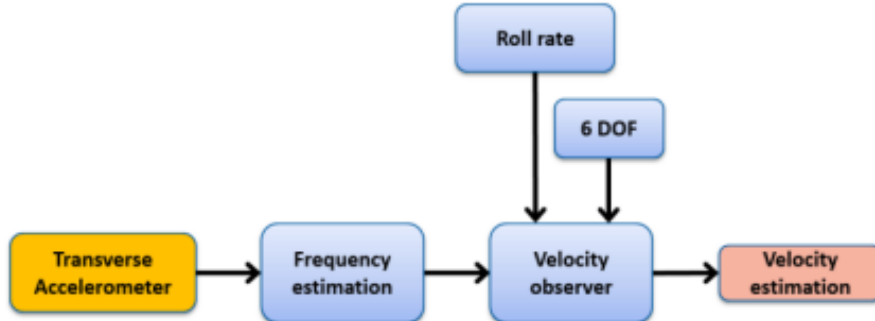 Roll rate
6 DOF
Transverse
Accelerometer
Frequency
estimation
Velocity
observer
Velocity
estimation